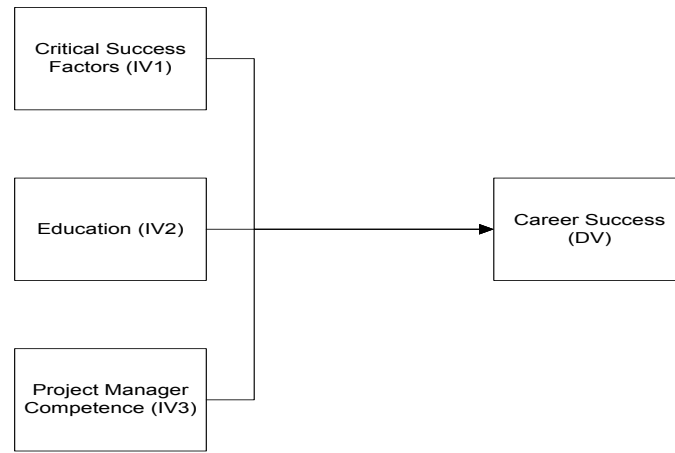 Critical Success
Factors (IV1)
Education (IV2)
Career Success
(DV)
Project Manager
Competence (IV3)